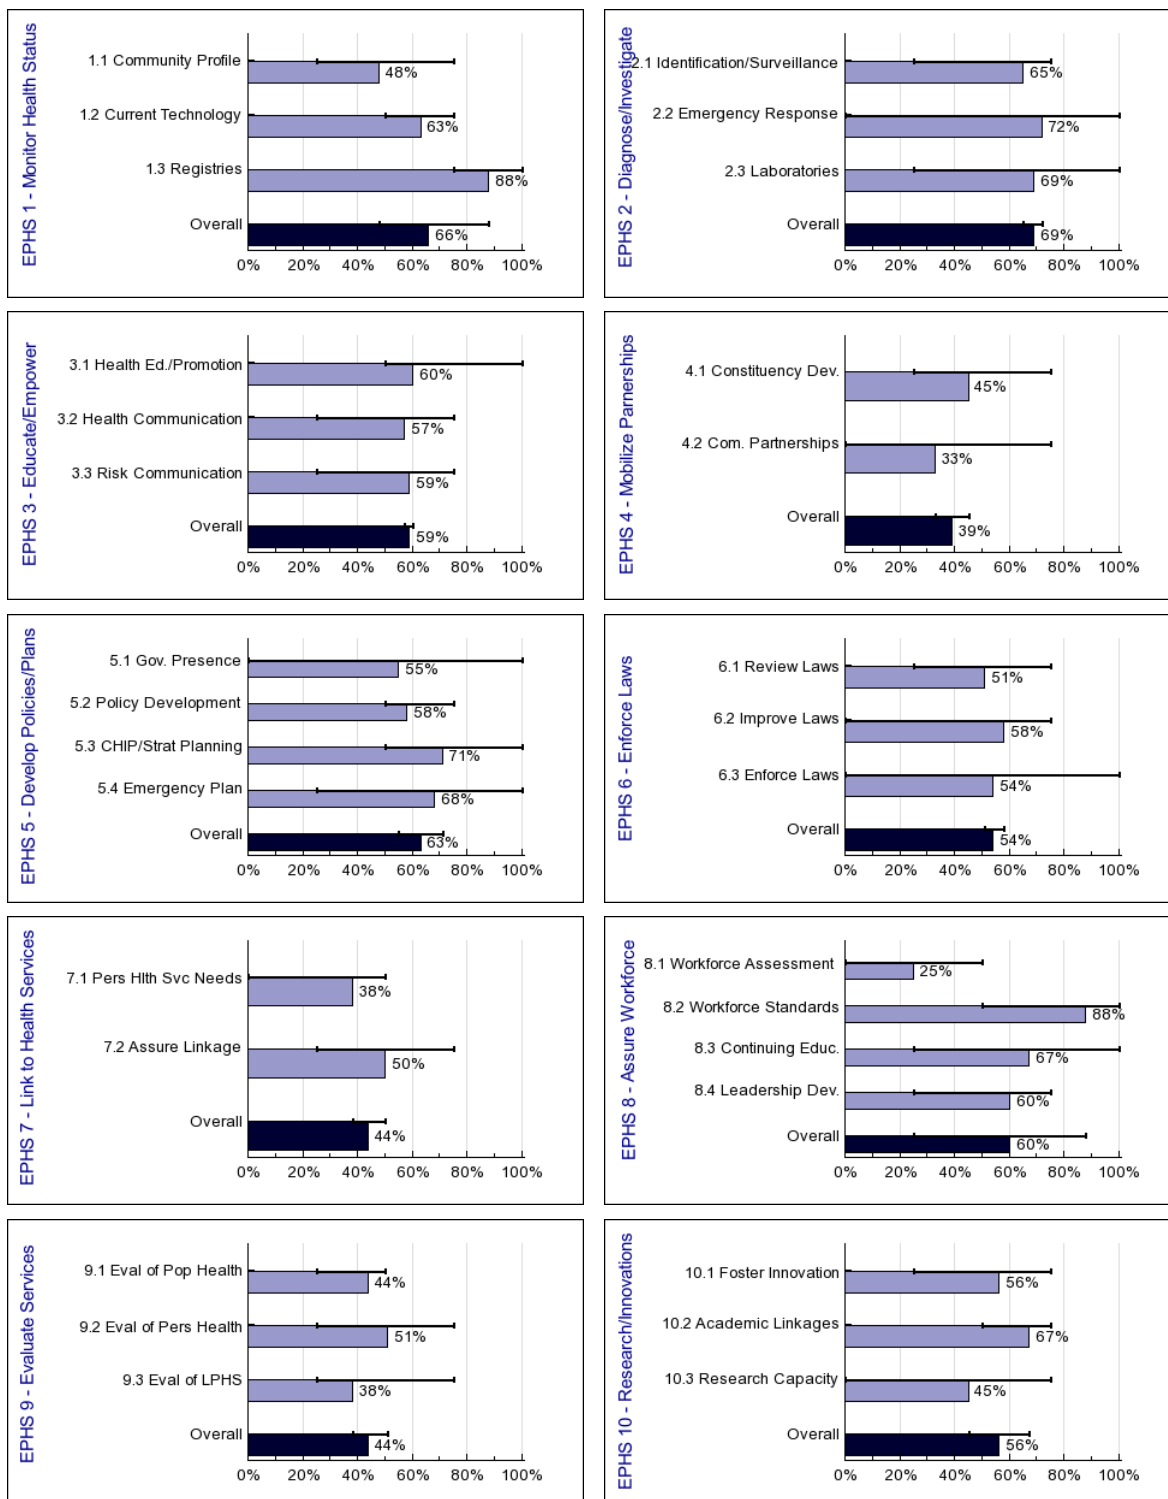 EPHS 1 - Monitor Health Status
1.1 Community Profile
48%
1.2 Current Technology
63%
1.3 Registries
88%
Overall
66%
0% 20% 40% 60% 80% 100%
EPHS 2 - Diagnose/Investigate
2.1 Identification/Surveillance
65%
2.2 Emergency Response
72%
2.3 Laboratories
69%
Overall
69%
0% 20% 40% 60% 80% 100%
EPHS 3 - Educate/Empower
3.1 Health Ed./Promotion
60%
3.2 Health Communication
57%
3.3 Risk Communication
59%
Overall
59%
0% 20% 40% 60% 80% 100%
EPHS 4 - Mobilize Parnerships
4.1 Constituency Dev.
45%
4.2 Com. Partnerships
33%
Overall
39%
0% 20% 40% 60% 80% 100%
EPHS 5 - Develop Policies/Plans
5.1 Gov. Presence
55%
5.2 Policy Development
58%
5.3 CHIP/Strat Planning
71%
5.4 Emergency Plan
68%
Overall
63%
0% 20% 40% 60% 80% 100%
EPHS 6 - Enforce Laws
6.1 Review Laws
51%
6.2 Improve Laws
58%
6.3 Enforce Laws
54%
Overall
54%
0% 20% 40% 60% 80% 100%
EPHS 7 - Link to Health Services
7.1 Pers Hlth Svc Needs
38%
7.2 Assure Linkage
50%
Overall
44%
0% 20% 40% 60% 80% 100%
EPHS 8 - Assure Workforce
8.1 Workforce Assessment
25%
8.2 Workforce Standards
88%
8.3 Continuing Educ.
67%
8.4 Leadership Dev.
60%
Overall
60%
0% 20% 40% 60% 80% 100%
EPHS 9 - Evaluate Services
9.1 Eval of Pop Health
44%
9.2 Eval of Pers Health
51%
9.3 Eval of LPHS
38%
Overall
44%
0% 20% 40% 60% 80% 100%
EPHS 10 - Research/Innovations
10.1 Foster Innovation
56%
10.2 Academic Linkages
67%
10.3 Research Capacity
45%
Overall
56%
0% 20% 40% 60% 80% 100%